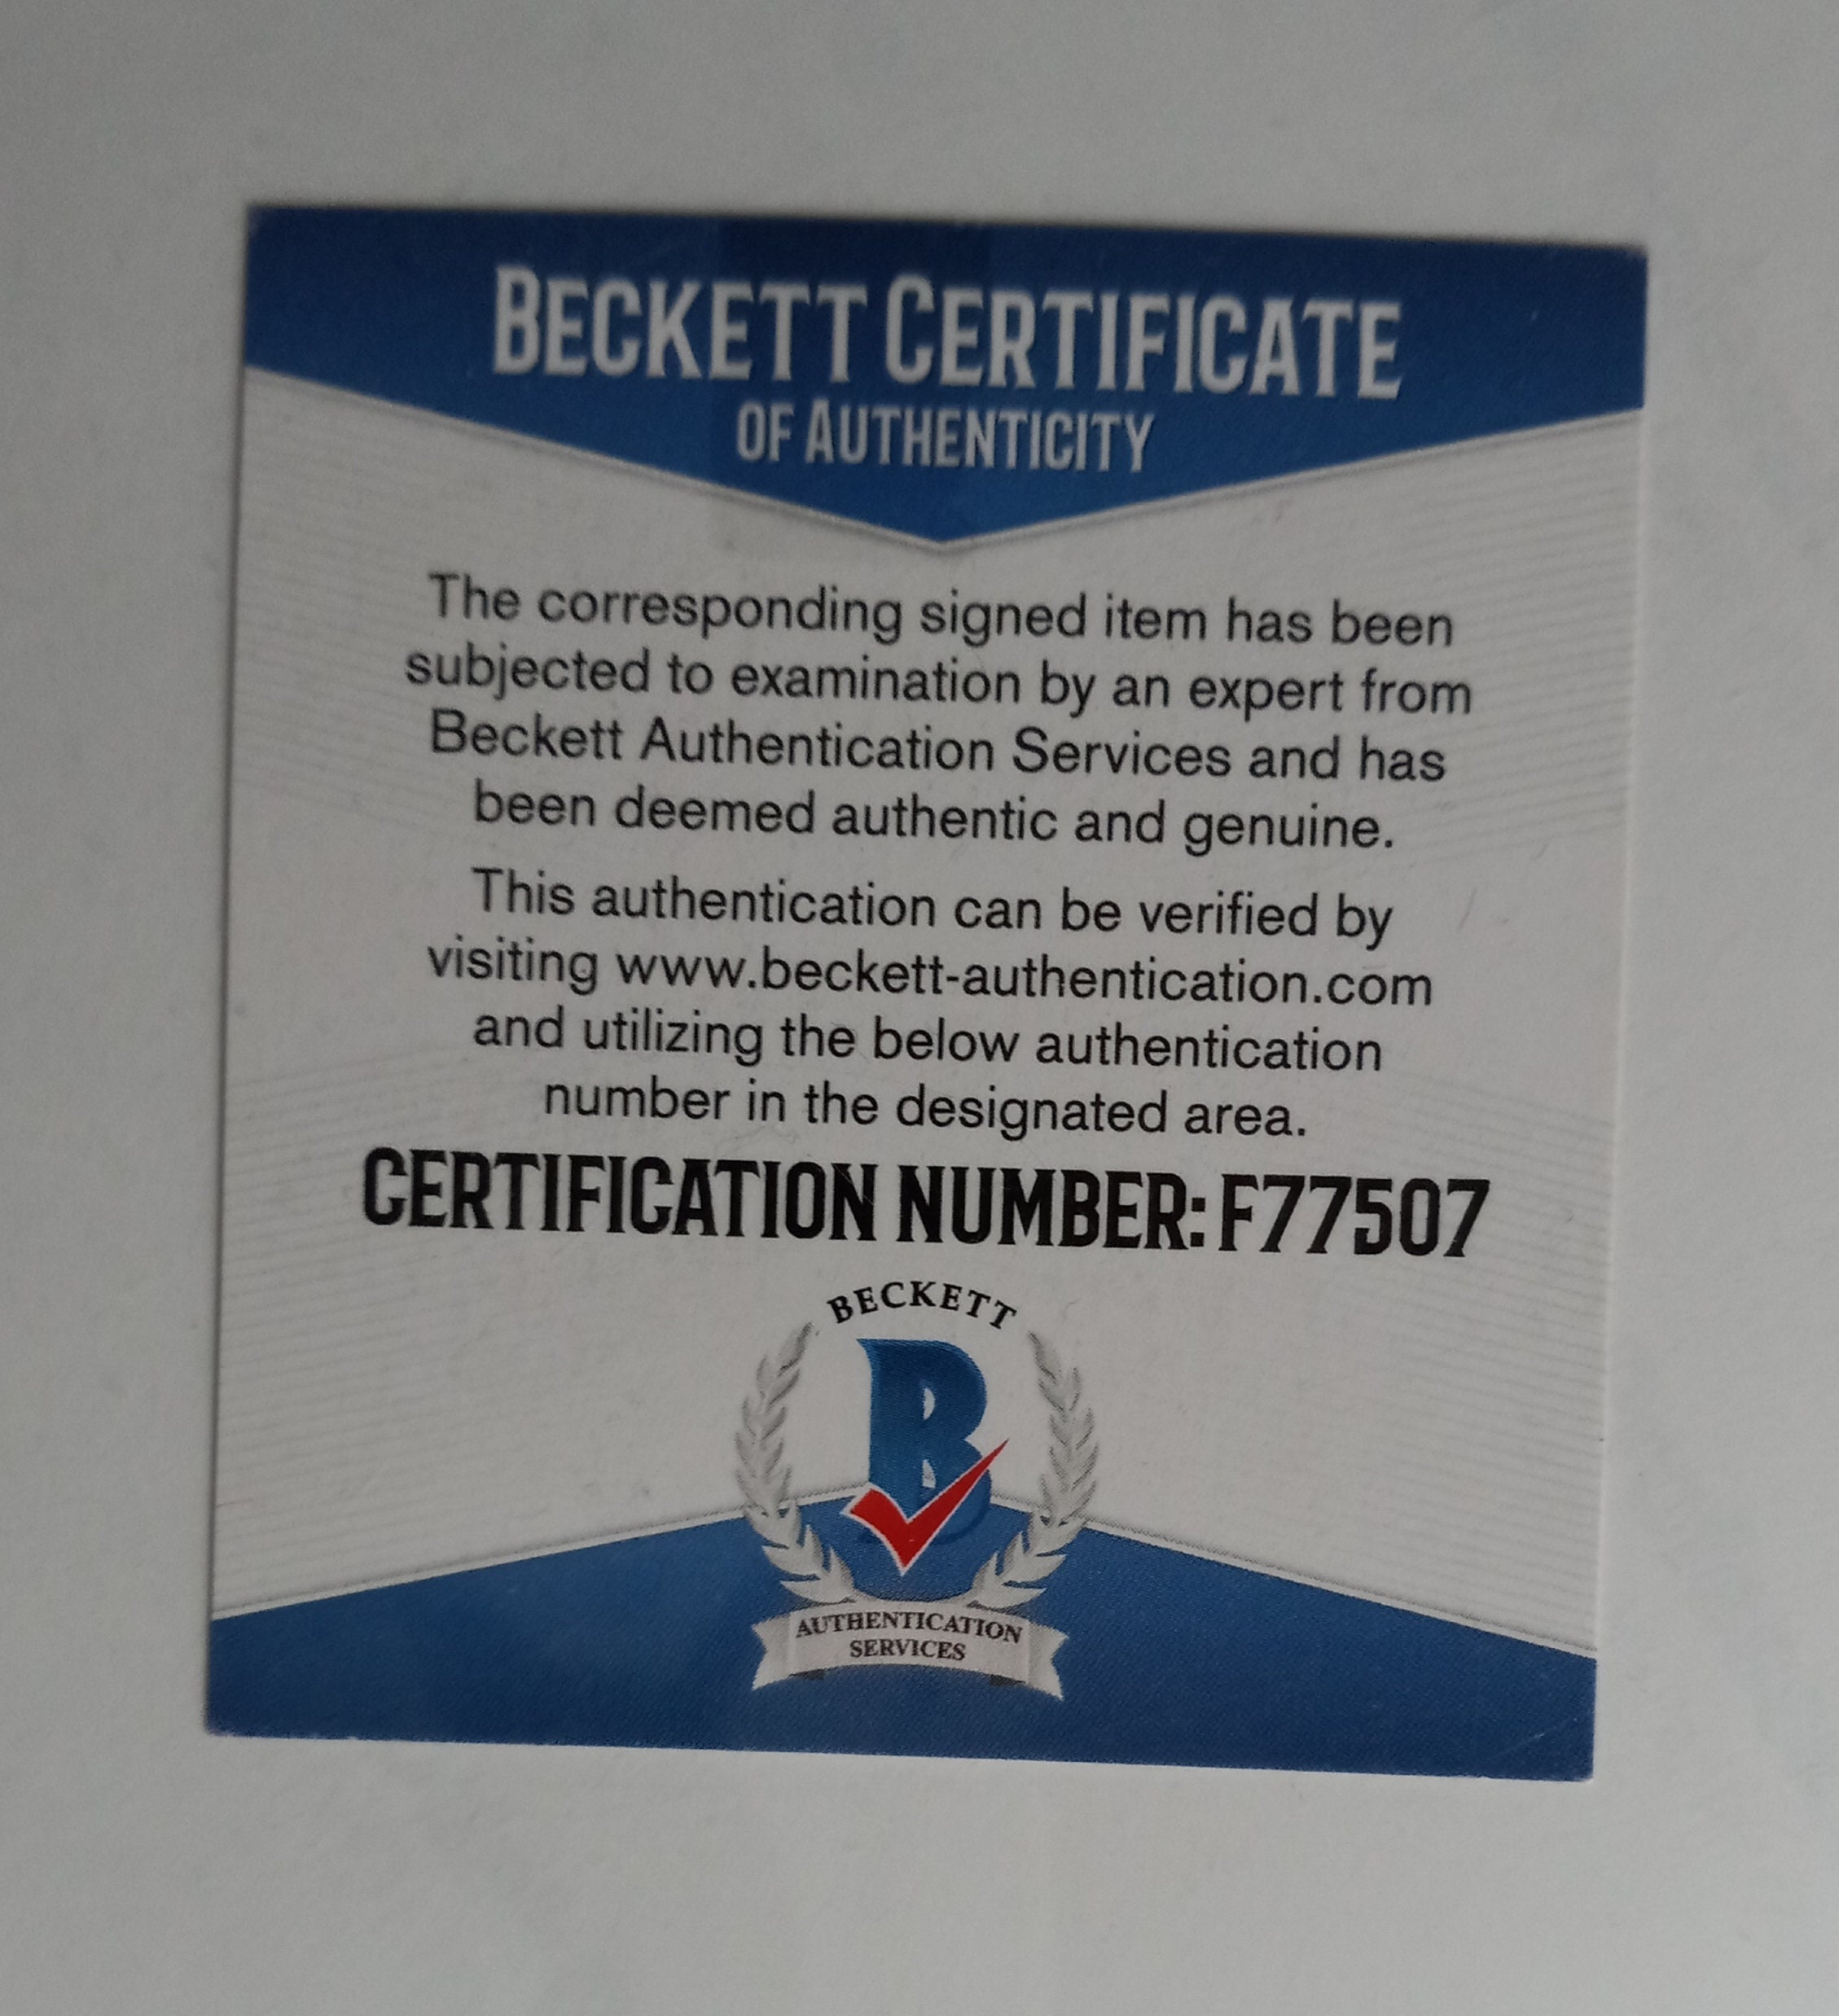 BECKETT CERTIFICATE
OF AUTHENTICITY
The corresponding signed item has been
subjected to examination by an expert from
Beckett Authentication Services and has
been deemed authentic and genuine.
This authentication can be verified by
visiting www.beckett-authentication.com
and utilizing the below authentication
number in the designated area.
CERTIFICATION NUMBER: F77507
BECKETT
B
AUTHENTICATION
SERVICES